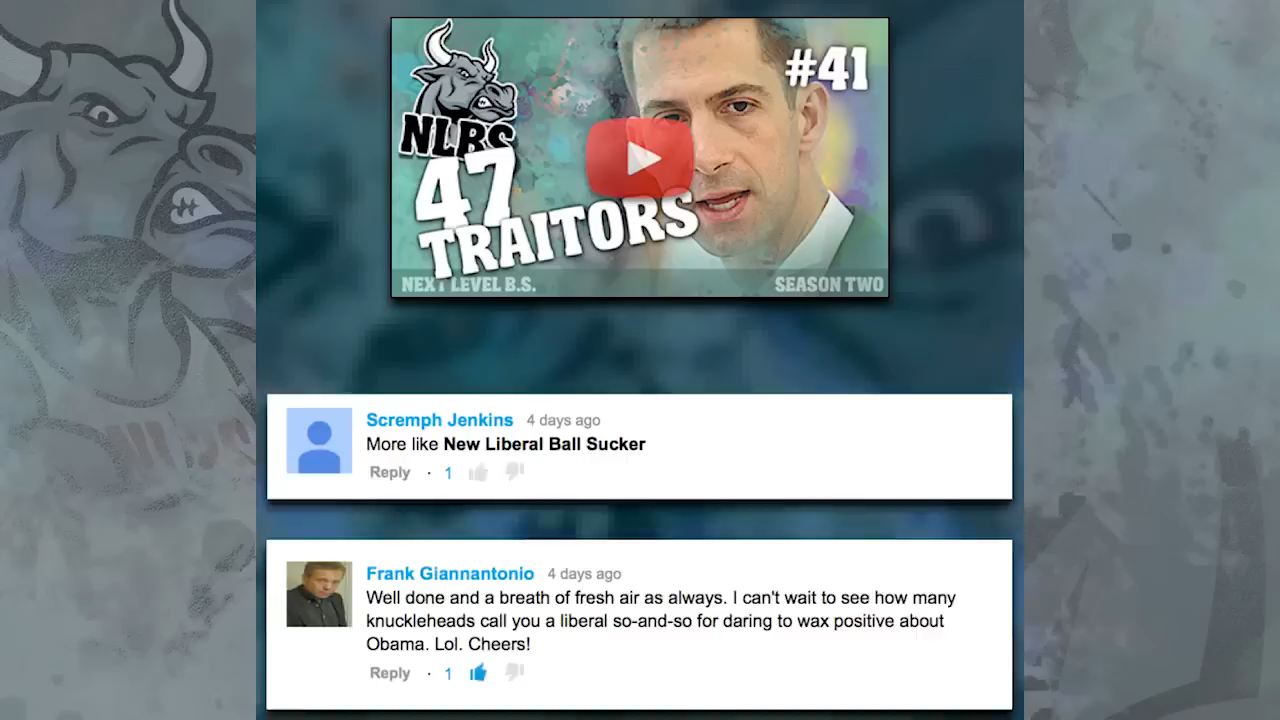 #41
NLBS
47
TRAITORS
NEXT LEVEL B.S.
SEASON TWO
Scremph Jenkins 4 days ago
More like New Liberal Ball Sucker
Reply · 1
Frank Giannantonio 4 days ago
Well done and a breath of fresh air as always. I can't wait to see how many
knuckleheads call you a liberal so-and-so for daring to wax positive about
Obama. Lol. Cheers!
Reply · 1